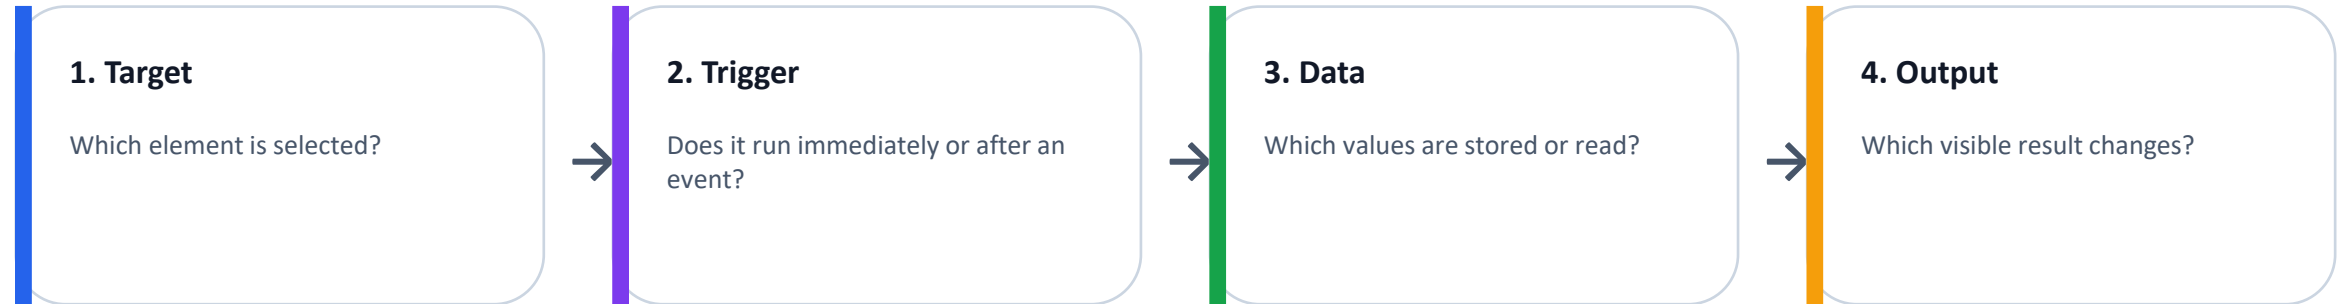 1. Target
Which element is selected?
2. Trigger
Does it run immediately or after an
event?
3. Data
Which values are stored or read?
4. Output
Which visible result changes?